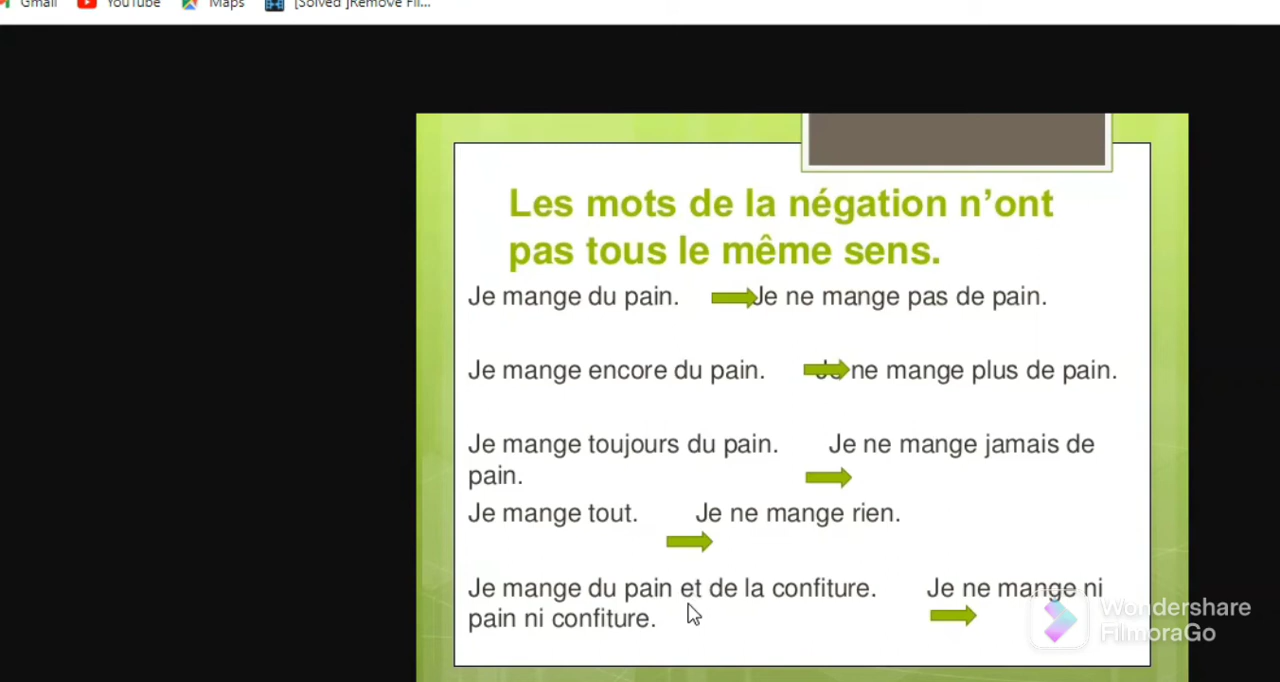 Gmail YouTube Maps [Solved ]Remove Fil...
Les mots de la négation n'ont
pas tous le même sens.
Je mange du pain. Je ne mange pas de pain.
Je mange encore du pain. Je ne mange plus de pain.
Je mange toujours du pain. Je ne mange jamais de
pain.
Je mange tout. Je ne mange rien.
Je mange du pain et de la confiture. Je ne mange ni
pain ni confiture.
Wondershare
FilmoraGo